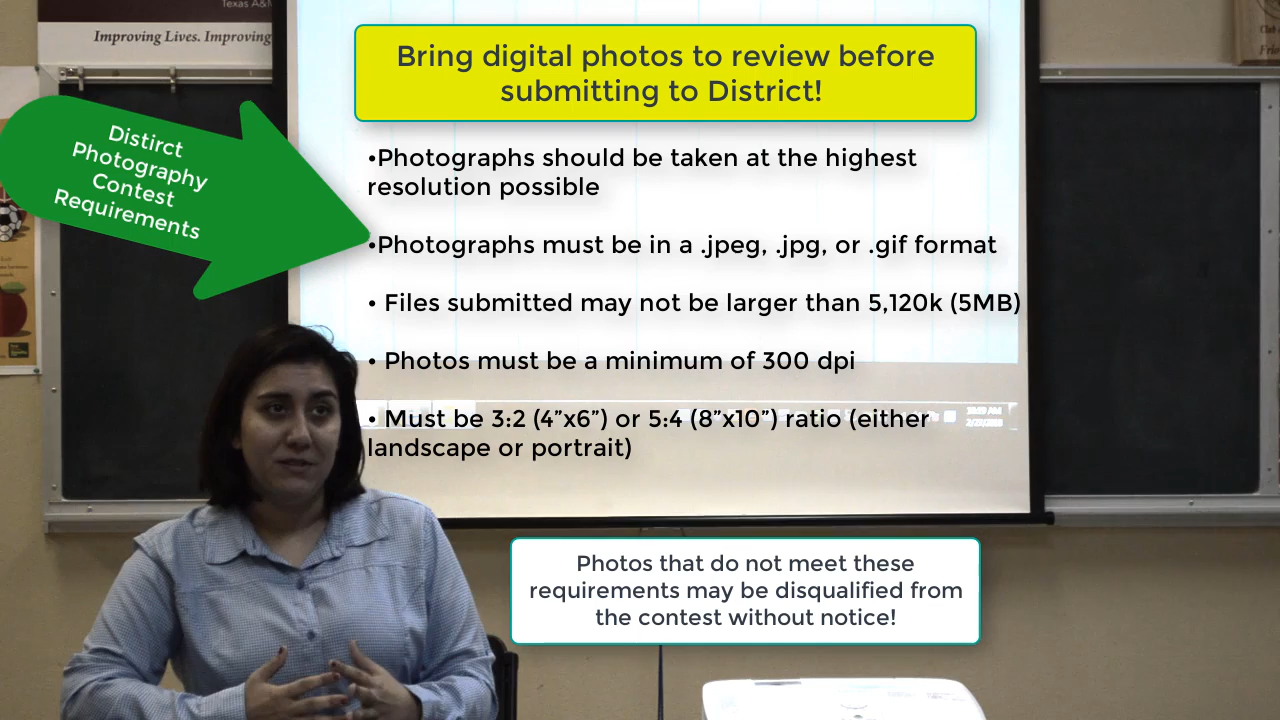 Texas A&M
Improving Lives. Improving
Bring digital photos to review before
submitting to District!
Distirct
Photography
Contest
Requirements
•Photographs should be taken at the highest
resolution possible
•Photographs must be in a .jpeg, .jpg, or .gif format
• Files submitted may not be larger than 5,120k (5MB)
• Photos must be a minimum of 300 dpi
• Must be 3:2 (4”x6”) or 5:4 (8”x10”) ratio (either
landscape or portrait)
Photos that do not meet these
requirements may be disqualified from
the contest without notice!